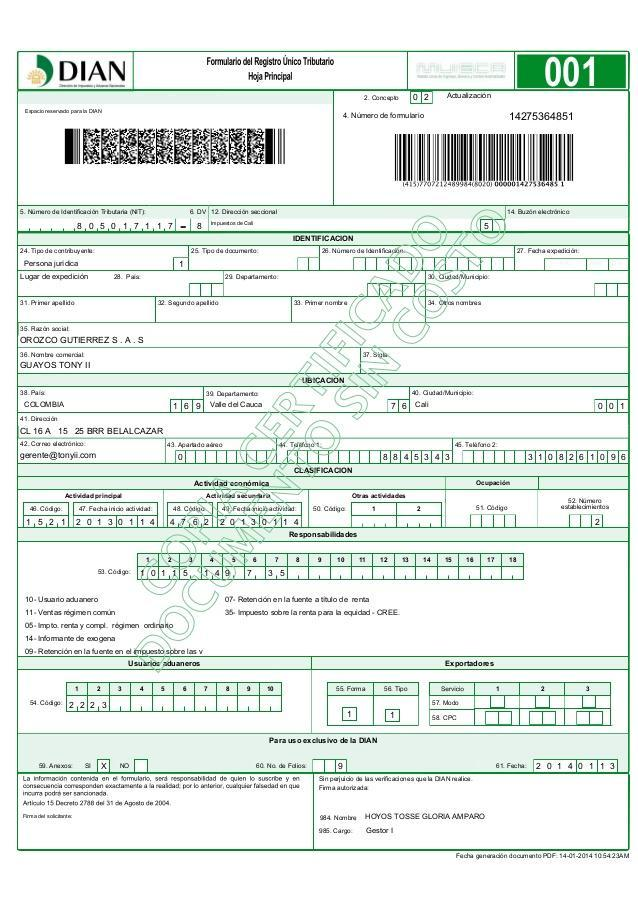 DIAN
Dirección de Impuestos y Aduanas Nacionales
Formulario del Registro Único Tributario
Hoja Principal
MUISCA
001
2. Concepto 0 2 Actualización
Espacio reservado para la DIAN
4. Número de formulario 14275364851
(415)7707212489984(8020) 000001427536485 1
5. Número de Identificación Tributaria (NIT): 6. DV 12. Dirección seccional 14. Buzón electrónico
8 0 5 0 1 7 1 1 7 - 8 Impuestos de Cali 5
IDENTIFICACION
24. Tipo de contribuyente: 25. Tipo de documento: 26. Número de Identificación: 27. Fecha expedición:
Persona jurídica 1
Lugar de expedición 28. País: 29. Departamento: 30. Ciudad/Municipio:
31. Primer apellido 32. Segundo apellido 33. Primer nombre 34. Otros nombres
35. Razón social:
OROZCO GUTIERREZ S . A . S
36. Nombre comercial: 37. Sigla:
GUAYOS TONY II
UBICACION
38. País: 39. Departamento: 40. Ciudad/Municipio:
COLOMBIA 1 6 9 Valle del Cauca 7 6 Cali 0 0 1
41. Dirección
CL 16 A 15 25 BRR BELALCAZAR
42. Correo electrónico: 43. Apartado aéreo 44. Teléfono 1: 45. Teléfono 2:
gerente@tonyii.com 0 8 8 4 5 3 4 3 3 1 0 8 2 6 1 0 9 6
CLASIFICACION
Actividad económica Ocupación
Actividad principal Actividad secundaria Otras actividades 52. Número establecimientos
46. Código: 47. Fecha inicio actividad: 48. Código: 49. Fecha inicio actividad: 50. Código: 1 2 51. Código
1 5 2 1 2 0 1 3 0 1 1 4 4 7 6 2 2 0 1 3 0 1 1 4 2
Responsabilidades
1 2 3 4 5 6 7 8 9 10 11 12 13 14 15 16 17 18
53. Código: 1 0 1 1 5 1 4 9 7 3 5
10- Usuario aduanero 07- Retención en la fuente a título de renta
11- Ventas régimen común 35- Impuesto sobre la renta para la equidad - CREE.
05- Impto. renta y compl. régimen ordinario
14- Informante de exogena
09- Retención en la fuente en el impuesto sobre las v
COPIA CERTIFICADO
DOCUMENTO SIN COSTO
Usuarios aduaneros Exportadores
1 2 3 4 5 6 7 8 9 10 55. Forma 56. Tipo Servicio 1 2 3
54. Código: 2 2 2 3 1 1 57. Modo
58. CPC
Para uso exclusivo de la DIAN
59. Anexos: SI X NO 60. No. de Folios: 9 61. Fecha: 2 0 1 4 0 1 1 3
La información contenida en el formulario, será responsabilidad de quien lo suscribe y en
consecuencia corresponden exactamente a la realidad; por lo anterior, cualquier falsedad en que
incurra podrá ser sancionada.
Artículo 15 Decreto 2788 del 31 de Agosto de 2004.
Firma del solicitante:
Sin perjuicio de las verificaciones que la DIAN realice.
Firma autorizada:
984. Nombre HOYOS TOSSE GLORIA AMPARO
985. Cargo: Gestor I
Fecha generación documento PDF: 14-01-2014 10:54:23AM